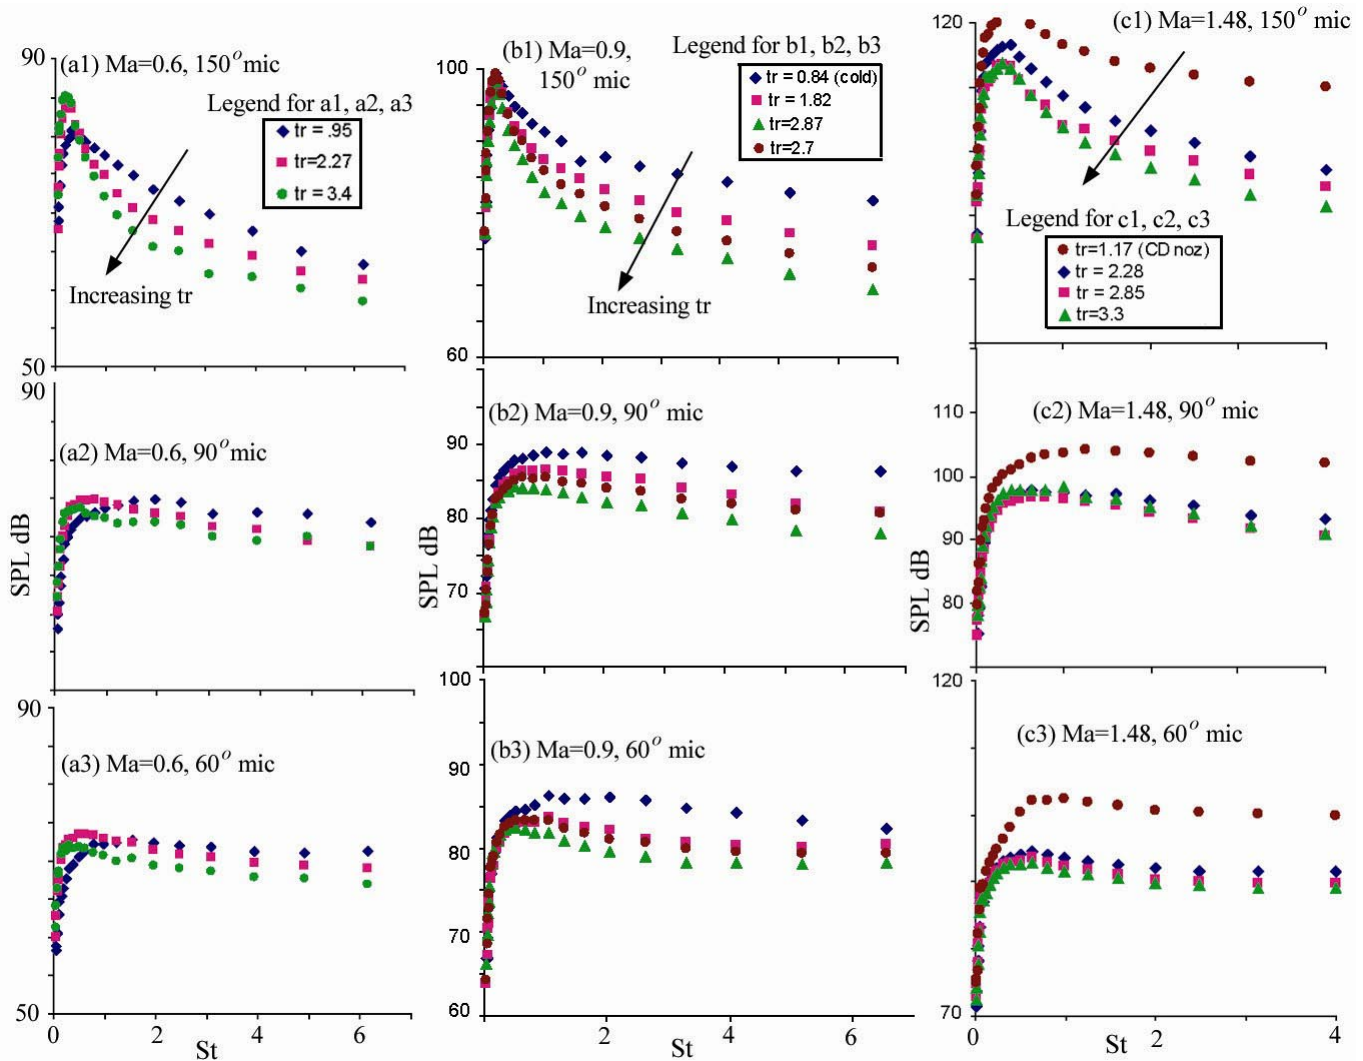 90
(a1) Ma=0.6, 150° mic
Legend for a1, a2, a3
tr = .95
tr=2.27
tr = 3.4
Increasing tr
50
100
(b1) Ma=0.9,
150° mic
Legend for b1, b2, b3
tr = 0.84 (cold)
tr = 1.82
tr=2.87
tr=2.7
Increasing tr
60
120
(c1) Ma=1.48, 150° mic
Legend for c1, c2, c3
tr=1.17 (CD noz)
tr = 2.28
tr = 2.85
tr=3.3
90
(a2) Ma=0.6, 90° mic
SPL dB
(b2) Ma=0.9, 90° mic
90
80
70
SPL dB
(c2) Ma=1.48, 90° mic
110
100
90
80
SPL dB
90
(a3) Ma=0.6, 60° mic
50
0
2
4
6
St
100
(b3) Ma=0.9, 60° mic
90
80
70
60
2
4
6
St
120
(c3) Ma=1.48, 60° mic
70
0
1
2
St
4